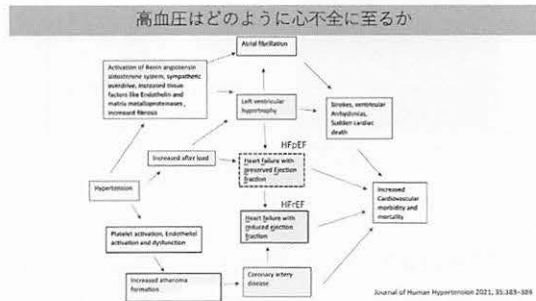 高血圧はどのように心不全に至るか
Atrial fibrillation
Activation of Renin angiotensin
aldosterone system, sympathetic
overdrive, increased tissue
factors like Endothelin and
matrix metalloproteinases,
increased fibrosis
Left ventricular
hypertrophy
Strokes, ventricular
Arrhythmias,
Sudden cardiac
death
Increased after load
HFpEF
Heart failure with
preserved Ejection
fraction
Hypertension
Increased
Cardiovascular
morbidity and
mortality
HFrEF
Heart failure with
reduced ejection
fraction
Platelet activation, Endothelial
activation and dysfunction
Increased atheroma
formation
Coronary artery
disease
Journal of Human Hypertension 2021, 35:383–386